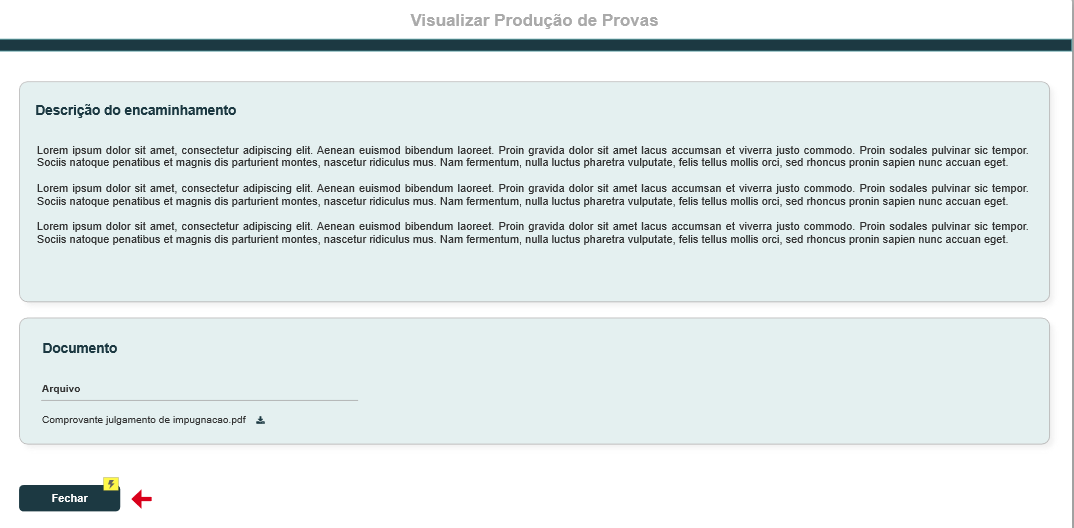 Visualizar Produção de Provas
Descrição do encaminhamento
Lorem ipsum dolor sit amet, consectetur adipiscing elit. Aenean euismod bibendum laoreet. Proin gravida dolor sit amet lacus accumsan et viverra justo commodo. Proin sodales pulvinar sic tempor.
Sociis natoque penatibus et magnis dis parturient montes, nascetur ridiculus mus. Nam fermentum, nulla luctus pharetra vulputate, felis tellus mollis orci, sed rhoncus pronin sapien nunc accuan eget.
Lorem ipsum dolor sit amet, consectetur adipiscing elit. Aenean euismod bibendum laoreet. Proin gravida dolor sit amet lacus accumsan et viverra justo commodo. Proin sodales pulvinar sic tempor.
Sociis natoque penatibus et magnis dis parturient montes, nascetur ridiculus mus. Nam fermentum, nulla luctus pharetra vulputate, felis tellus mollis orci, sed rhoncus pronin sapien nunc accuan eget.
Lorem ipsum dolor sit amet, consectetur adipiscing elit. Aenean euismod bibendum laoreet. Proin gravida dolor sit amet lacus accumsan et viverra justo commodo. Proin sodales pulvinar sic tempor.
Sociis natoque penatibus et magnis dis parturient montes, nascetur ridiculus mus. Nam fermentum, nulla luctus pharetra vulputate, felis tellus mollis orci, sed rhoncus pronin sapien nunc accuan eget.
Documento
Arquivo
Comprovante julgamento de impugnacao.pdf
Fechar